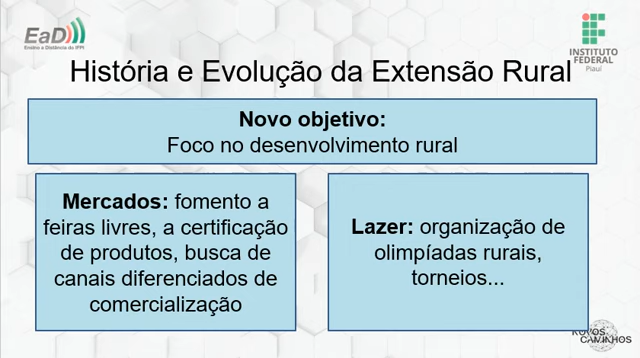 EaD
Ensino a Distância do IFPI
INSTITUTO
FEDERAL
Piauí
História e Evolução da Extensão Rural
Novo objetivo:
Foco no desenvolvimento rural
Mercados: fomento a
feiras livres, a certificação
de produtos, busca de
canais diferenciados de
comercialização
Lazer: organização de
olimpíadas rurais,
torneios...
NOVOS
CAMINHOS